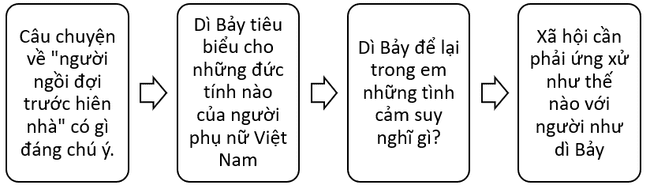 Câu chuyện
về "người
ngồi đợi
trước hiên
nhà" có gì
đáng chú ý.
Dì Bảy tiêu
biểu cho
những đức
tính nào
của người
phụ nữ Việt
Nam
Dì Bảy để lại
trong em
những tình
cảm suy
nghĩ gì?
Xã hội cần
phải ứng xử
như thế
nào với
người như
dì Bảy